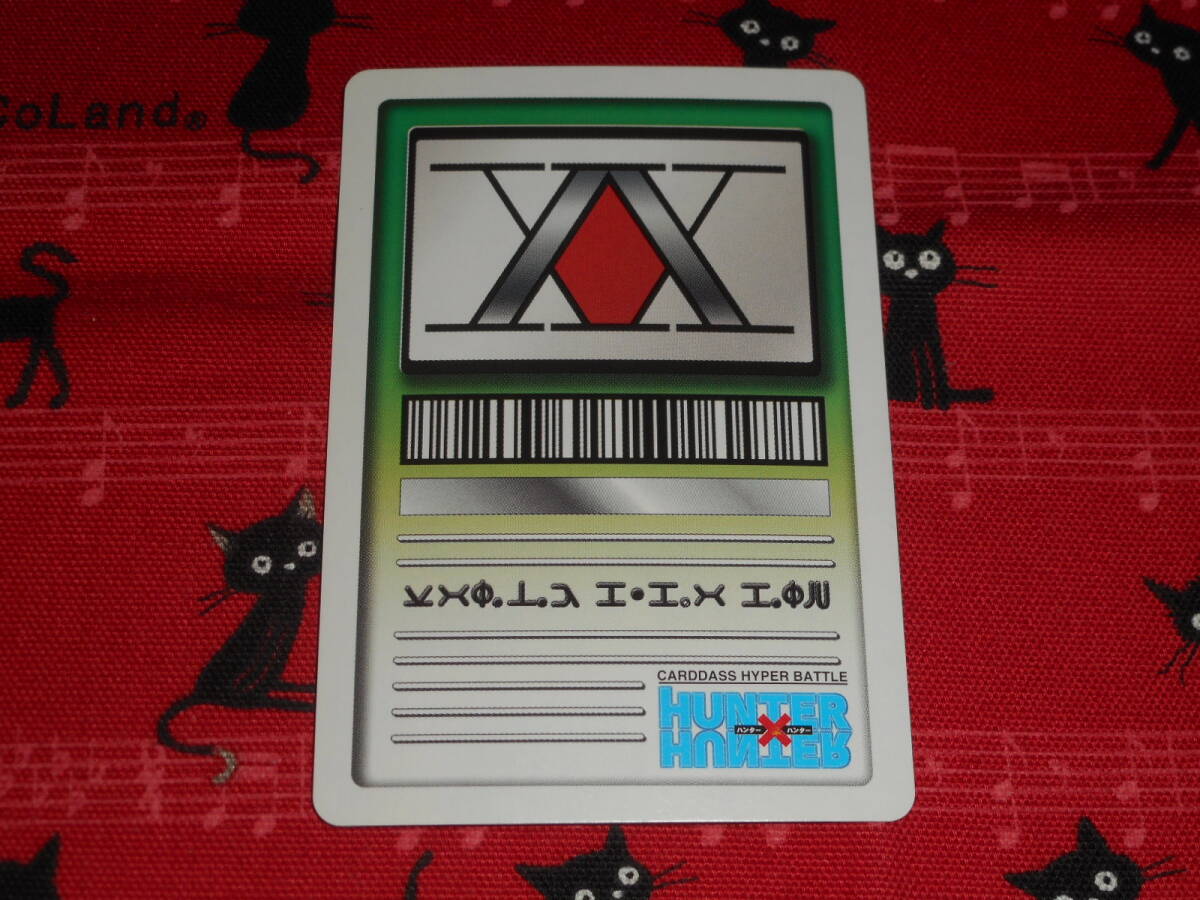 CoLand®
CARDDASS HYPER BATTLE
HUNTER
ハンター × ハンター
HUNTER